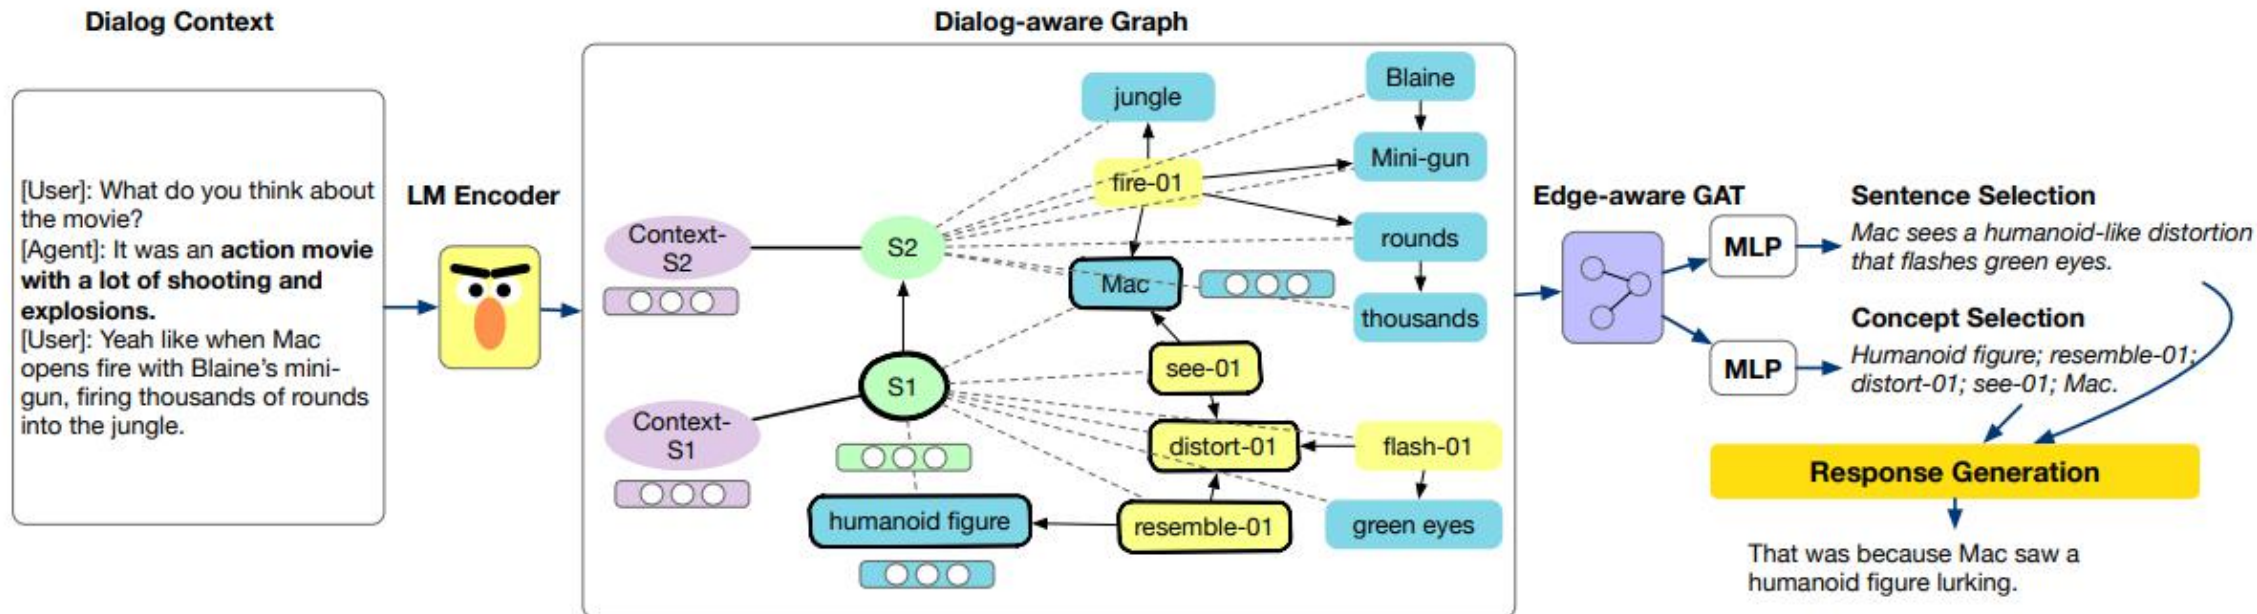 Dialog Context
[User]: What do you think about
the movie?
[Agent]: It was an action movie
with a lot of shooting and
explosions.
[User]: Yeah like when Mac
opens fire with Blaine's mini-
gun, firing thousands of rounds
into the jungle.
LM Encoder
Dialog-aware Graph
Context-
S2
S2
jungle
Blaine
fire-01
Mini-gun
rounds
Mac
thousands
Context-
S1
S1
see-01
distort-01
flash-01
humanoid figure
resemble-01
green eyes
Edge-aware GAT
MLP
Sentence Selection
Mac sees a humanoid-like distortion
that flashes green eyes.
MLP
Concept Selection
Humanoid figure; resemble-01;
distort-01; see-01; Mac.
Response Generation
That was because Mac saw a
humanoid figure lurking.